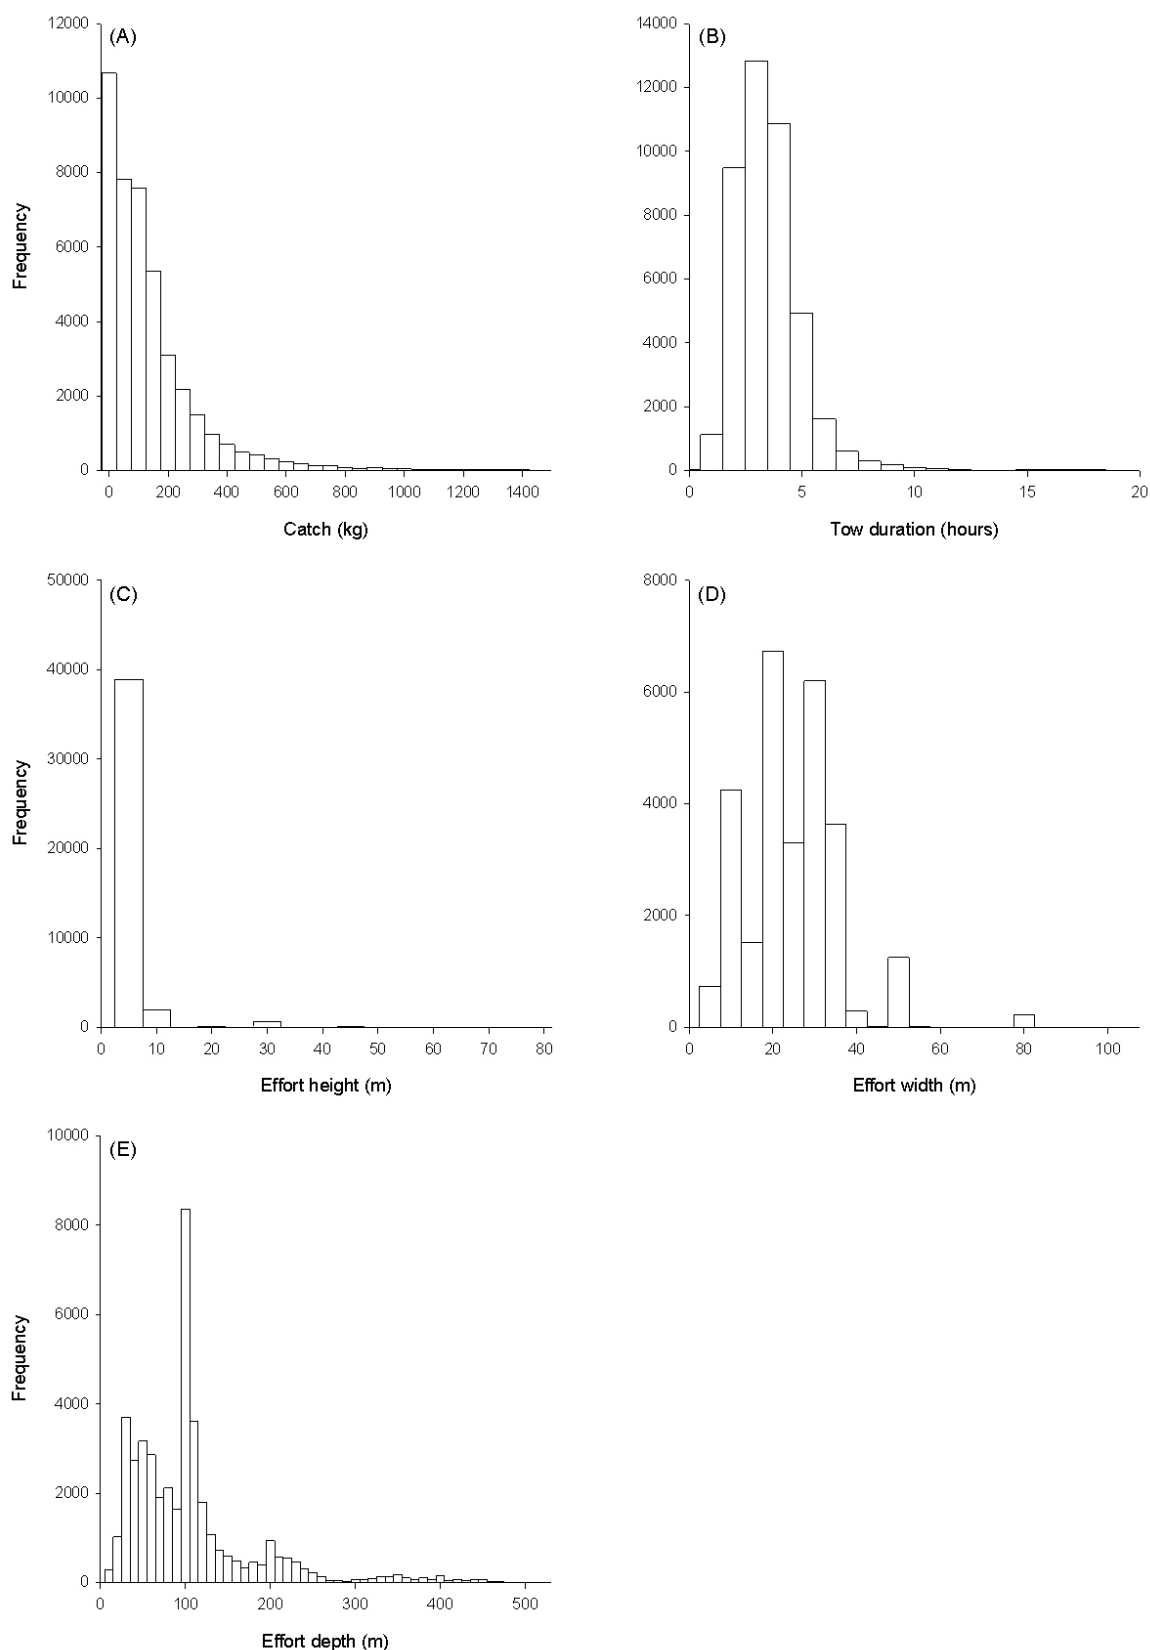 (A)
12000
10000
8000
6000
4000
2000
0
Frequency
0 200 400 600 800 1000 1200 1400
Catch (kg)
(B)
14000
12000
10000
8000
6000
4000
2000
0
0 5 10 15 20
Tow duration (hours)
(C)
50000
40000
30000
20000
10000
0
Frequency
0 10 20 30 40 50 60 70 80
Effort height (m)
(D)
8000
6000
4000
2000
0
0 20 40 60 80 100
Effort width (m)
(E)
10000
8000
6000
4000
2000
0
Frequency
0 100 200 300 400 500
Effort depth (m)